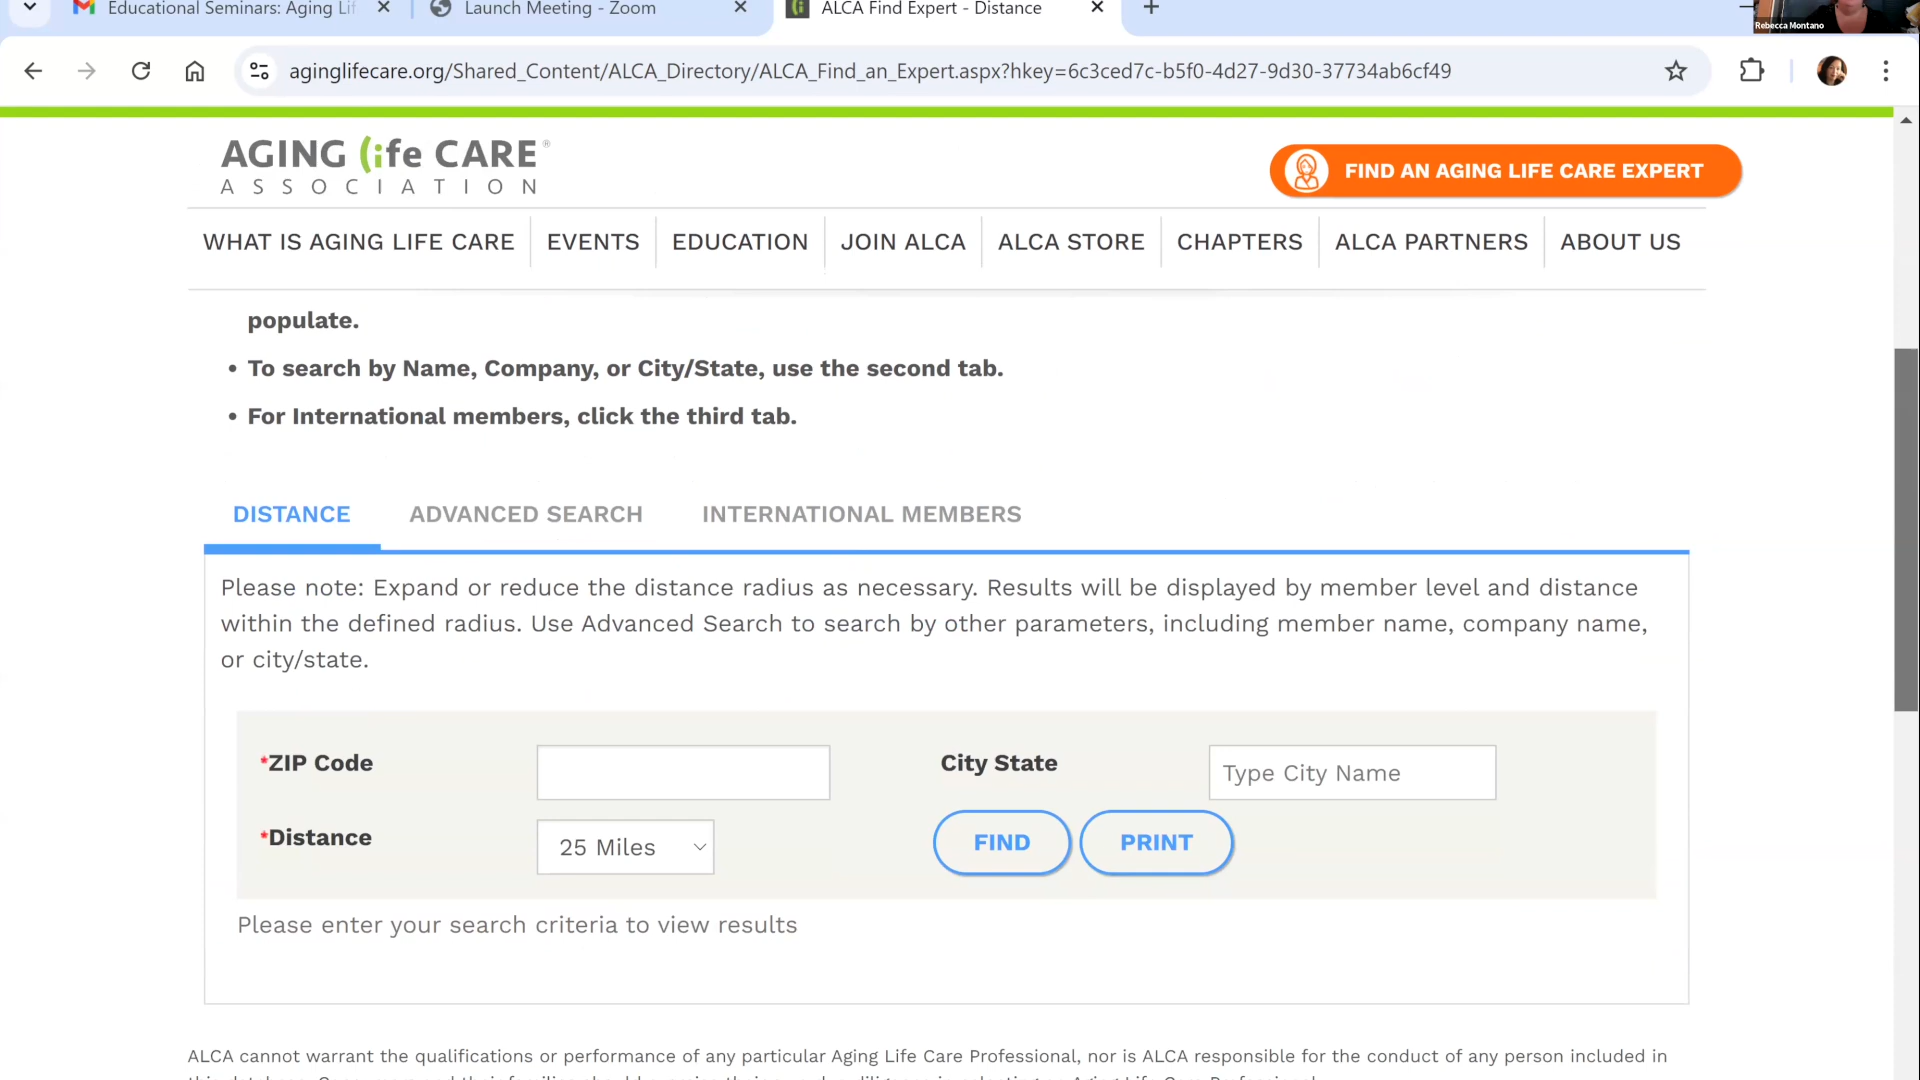 Educational Seminars: Aging Lif
Launch Meeting - Zoom
ALCA Find Expert - Distance
Rebecca Montano
aginglifecare.org/Shared_Content/ALCA_Directory/ALCA_Find_an_Expert.aspx?hkey=6c3ced7c-b5f0-4d27-9d30-37734ab6cf49
AGING life CARE®
ASSOCIATION
FIND AN AGING LIFE CARE EXPERT
WHAT IS AGING LIFE CARE
EVENTS
EDUCATION
JOIN ALCA
ALCA STORE
CHAPTERS
ALCA PARTNERS
ABOUT US
populate.
• To search by Name, Company, or City/State, use the second tab.
• For International members, click the third tab.
DISTANCE
ADVANCED SEARCH
INTERNATIONAL MEMBERS
Please note: Expand or reduce the distance radius as necessary. Results will be displayed by member level and distance
within the defined radius. Use Advanced Search to search by other parameters, including member name, company name,
or city/state.
*ZIP Code
City State
Type City Name
*Distance
25 Miles
FIND
PRINT
Please enter your search criteria to view results
ALCA cannot warrant the qualifications or performance of any particular Aging Life Care Professional, nor is ALCA responsible for the conduct of any person included in